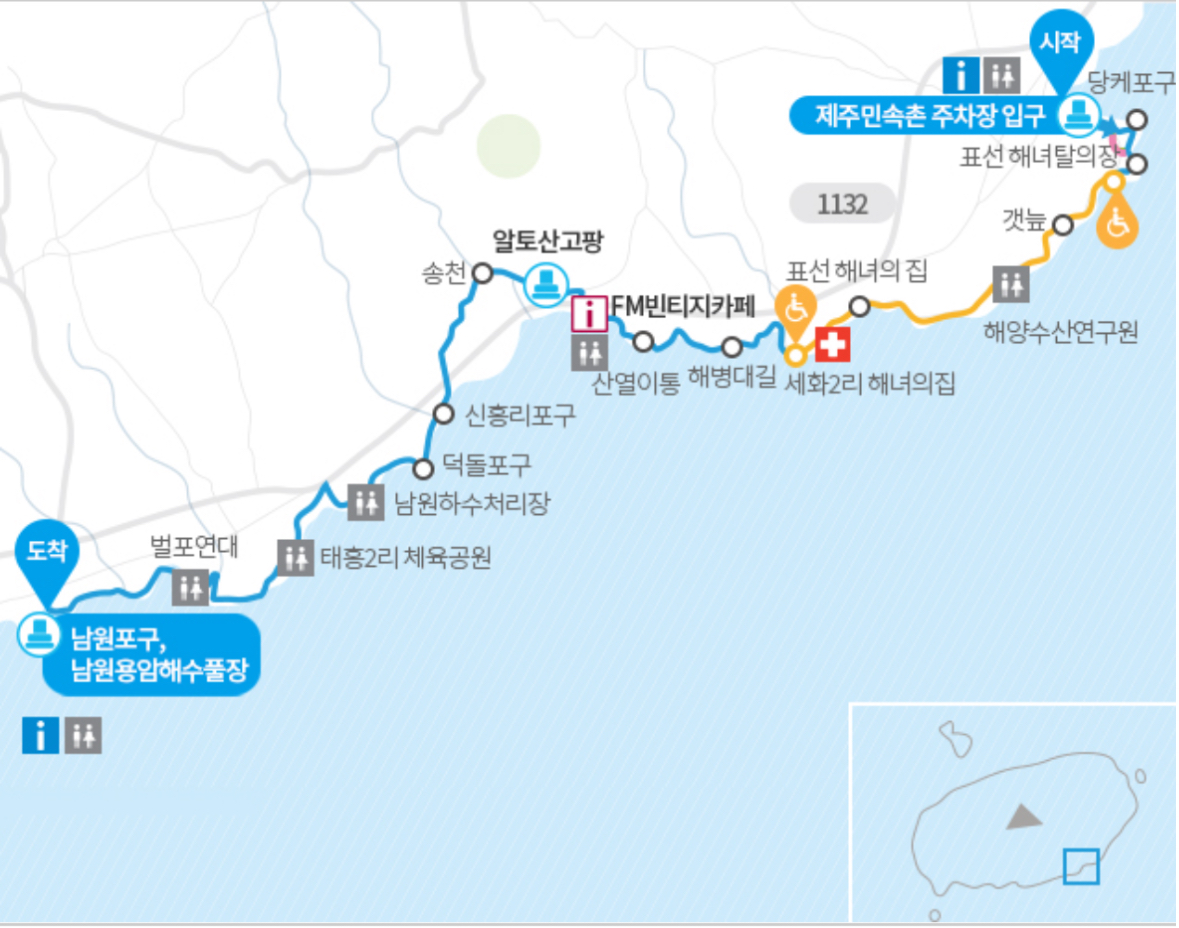 시작
당케포구
제주민속촌 주차장 입구
표선 해녀탈의장
1132
갯늪
알토산고팡
송천
표선 해녀의 집
FM빈티지카페
해양수산연구원
산열이통
해병대길
세화2리 해녀의집
신흥리포구
덕돌포구
남원하수처리장
벌포연대
도착
태흥2리 체육공원
남원포구,
남원용암해수풀장